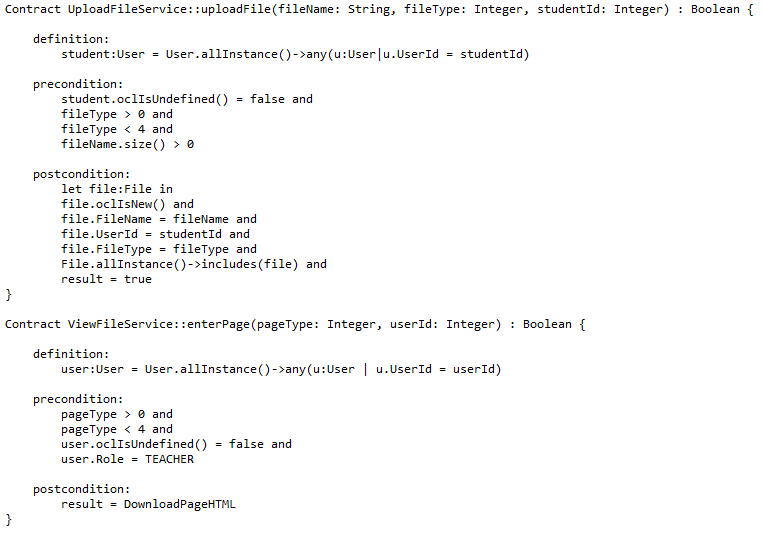 Contract UploadFileService::uploadFile(fileName: String, fileType: Integer, studentId: Integer) : Boolean {
definition:
student:User = User.allInstance()->any(u:User|u.UserId = studentId)
precondition:
student.oclIsUndefined() = false and
fileType > 0 and
fileType < 4 and
fileName.size() > 0
postcondition:
let file:File in
file.oclIsNew() and
file.FileName = fileName and
file.UserId = studentId and
file.FileType = fileType and
File.allInstance()->includes(file) and
result = true
}
Contract ViewFileService::enterPage(pageType: Integer, userId: Integer) : Boolean {
definition:
user:User = User.allInstance()->any(u:User | u.UserId = userId)
precondition:
pageType > 0 and
pageType < 4 and
user.oclIsUndefined() = false and
user.Role = TEACHER
postcondition:
result = DownloadPageHTML
}